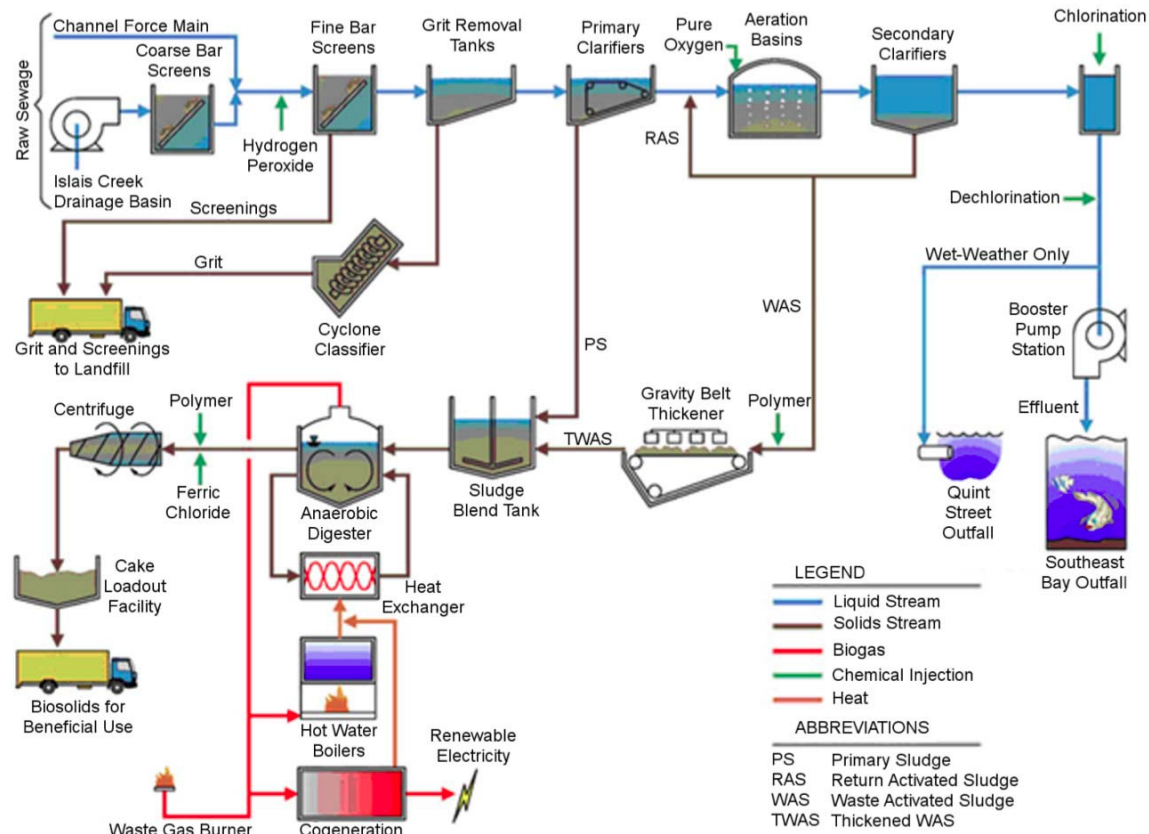 Raw Sewage
Channel Force Main
Coarse Bar
Screens
Islais Creek
Drainage Basin
Hydrogen
Peroxide
Fine Bar
Screens
Grit Removal
Tanks
Primary
Clarifiers
Pure
Oxygen
Aeration
Basins
Secondary
Clarifiers
Chlorination
RAS
Screenings
Grit
Cyclone
Classifier
Grit and Screenings
to Landfill
PS
WAS
Dechlorination
Wet-Weather Only
Booster
Pump
Station
Effluent
Quint
Street
Outfall
Southeast
Bay Outfall
Centrifuge
Polymer
Ferric
Chloride
Anaerobic
Digester
Sludge
Blend Tank
TWAS
Gravity Belt
Thickener
Polymer
Cake
Loadout
Facility
Biosolids for
Beneficial Use
Heat
Exchanger
Hot Water
Boilers
Renewable
Electricity
Waste Gas Burner
Cogeneration
LEGEND
Liquid Stream
Solids Stream
Biogas
Chemical Injection
Heat
ABBREVIATIONS
PS Primary Sludge
RAS Return Activated Sludge
WAS Waste Activated Sludge
TWAS Thickened WAS